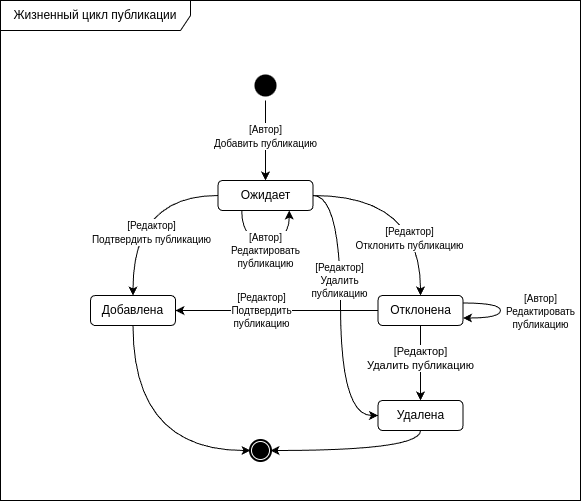 Жизненный цикл публикации
[Автор]
Добавить публикацию
Ожидает
[Редактор]
Подтвердить публикацию
[Автор]
Редактировать
публикацию
[Редактор]
Отклонить публикацию
[Редактор]
Удалить
публикацию
Добавлена
[Редактор]
Подтвердить
публикацию
Отклонена
[Автор]
Редактировать
публикацию
[Редактор]
Удалить публикацию
Удалена